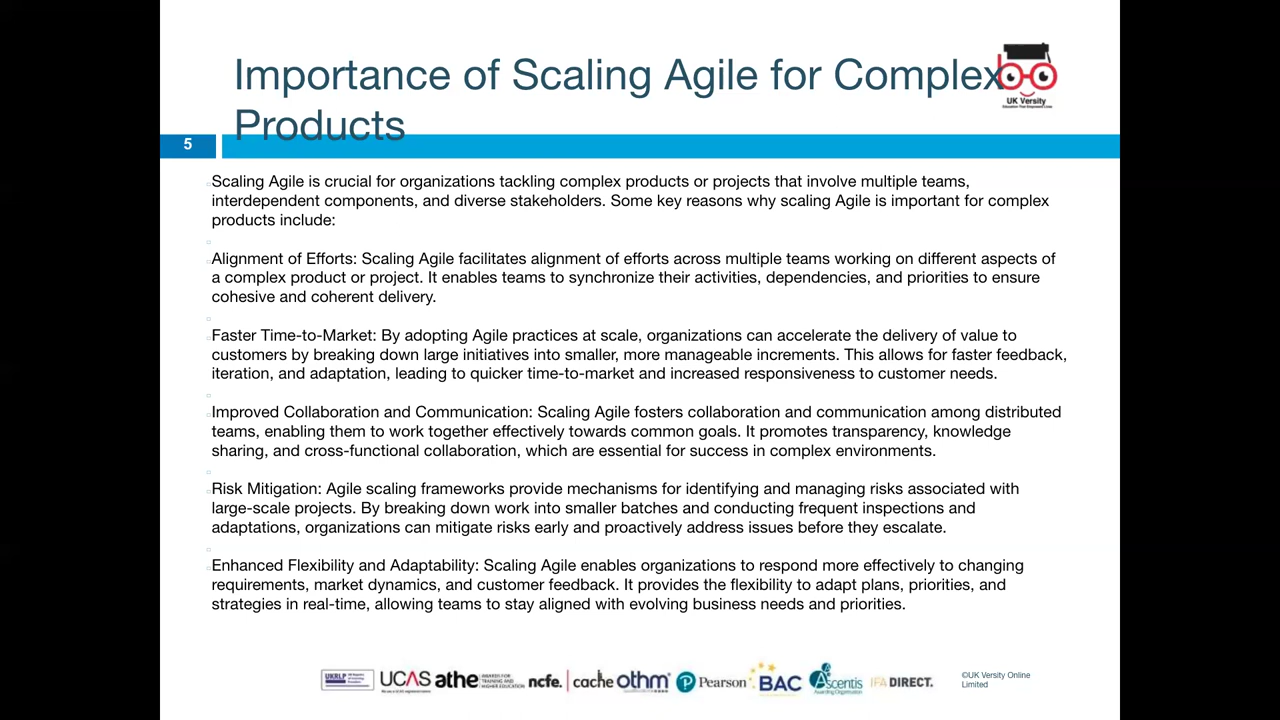 Importance of Scaling Agile for Complex
Products
UK Versity
5
Scaling Agile is crucial for organizations tackling complex products or projects that involve multiple teams,
interdependent components, and diverse stakeholders. Some key reasons why scaling Agile is important for complex
products include:
Alignment of Efforts: Scaling Agile facilitates alignment of efforts across multiple teams working on different aspects of
a complex product or project. It enables teams to synchronize their activities, dependencies, and priorities to ensure
cohesive and coherent delivery.
Faster Time-to-Market: By adopting Agile practices at scale, organizations can accelerate the delivery of value to
customers by breaking down large initiatives into smaller, more manageable increments. This allows for faster feedback,
iteration, and adaptation, leading to quicker time-to-market and increased responsiveness to customer needs.
Improved Collaboration and Communication: Scaling Agile fosters collaboration and communication among distributed
teams, enabling them to work together effectively towards common goals. It promotes transparency, knowledge
sharing, and cross-functional collaboration, which are essential for success in complex environments.
Risk Mitigation: Agile scaling frameworks provide mechanisms for identifying and managing risks associated with
large-scale projects. By breaking down work into smaller batches and conducting frequent inspections and
adaptations, organizations can mitigate risks early and proactively address issues before they escalate.
Enhanced Flexibility and Adaptability: Scaling Agile enables organizations to respond more effectively to changing
requirements, market dynamics, and customer feedback. It provides the flexibility to adapt plans, priorities, and
strategies in real-time, allowing teams to stay aligned with evolving business needs and priorities.
UKRLP
UCAS
athe AWARDS FOR TRAINING AND HIGHER EDUCATION
ncfe.
cache
othm
Pearson
BAC
Ascentis
Awarding Organisation
IFA DIRECT.
©UK Versity Online
Limited